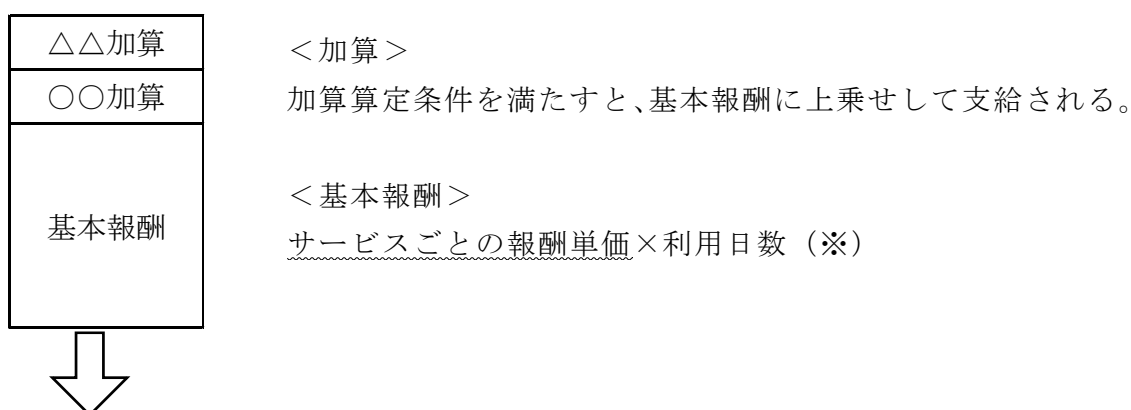 △△加算
○○加算
基本報酬
<加算>
加算算定条件を満たすと、基本報酬に上乗せして支給される。
<基本報酬>
サービスごとの報酬単価×利用日数(※)